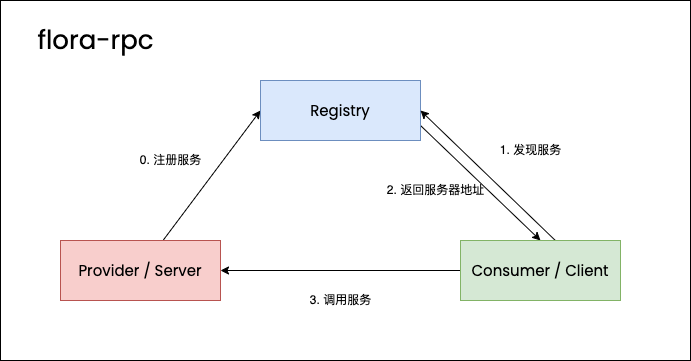 flora-rpc
Registry
0. 注册服务
1. 发现服务
2. 返回服务器地址
Provider / Server
Consumer / Client
3. 调用服务